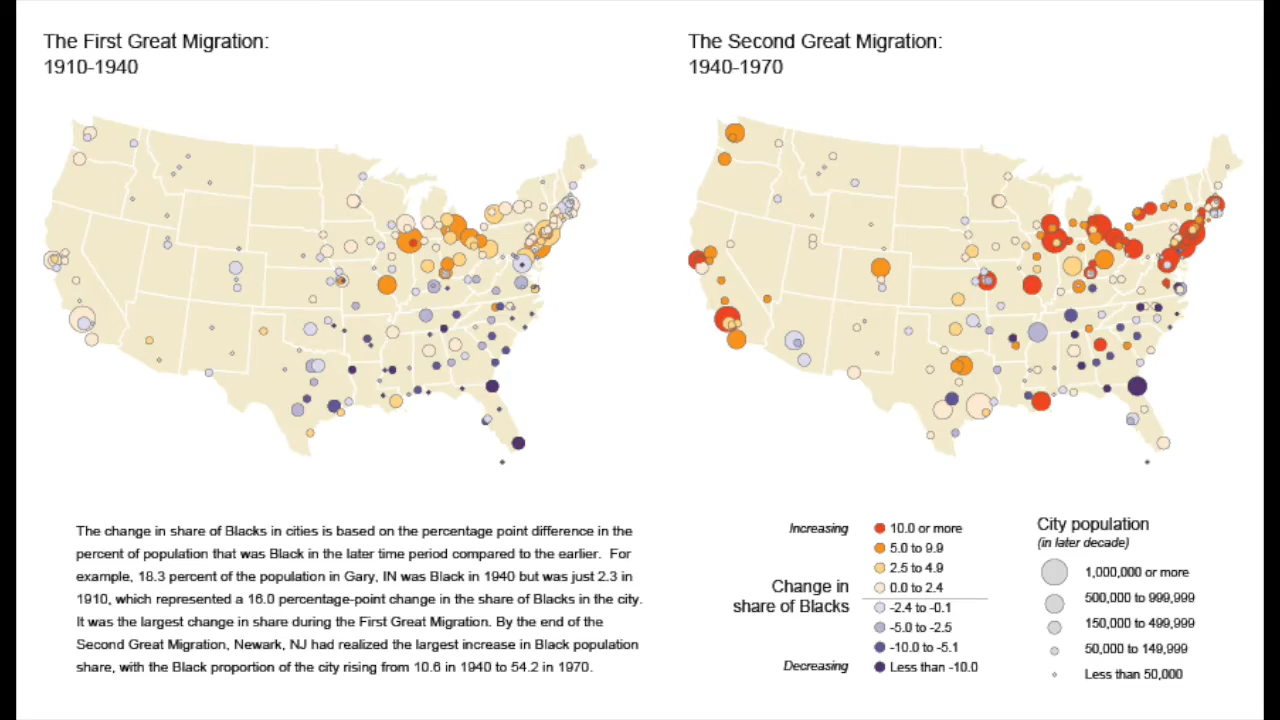 The First Great Migration:
1910-1940
The Second Great Migration:
1940-1970
The change in share of Blacks in cities is based on the percentage point difference in the
percent of population that was Black in the later time period compared to the earlier. For
example, 18.3 percent of the population in Gary, IN was Black in 1940 but was just 2.3 in
1910, which represented a 16.0 percentage-point change in the share of Blacks in the city.
It was the largest change in share during the First Great Migration. By the end of the
Second Great Migration, Newark, NJ had realized the largest increase in Black population
share, with the Black proportion of the city rising from 10.6 in 1940 to 54.2 in 1970.
Increasing
Change in
share of Blacks
Decreasing
10.0 or more
5.0 to 9.9
2.5 to 4.9
0.0 to 2.4
-2.4 to -0.1
-5.0 to -2.5
-10.0 to -5.1
Less than -10.0
City population
(in later decade)
1,000,000 or more
500,000 to 999,999
150,000 to 499,999
50,000 to 149,999
Less than 50,000